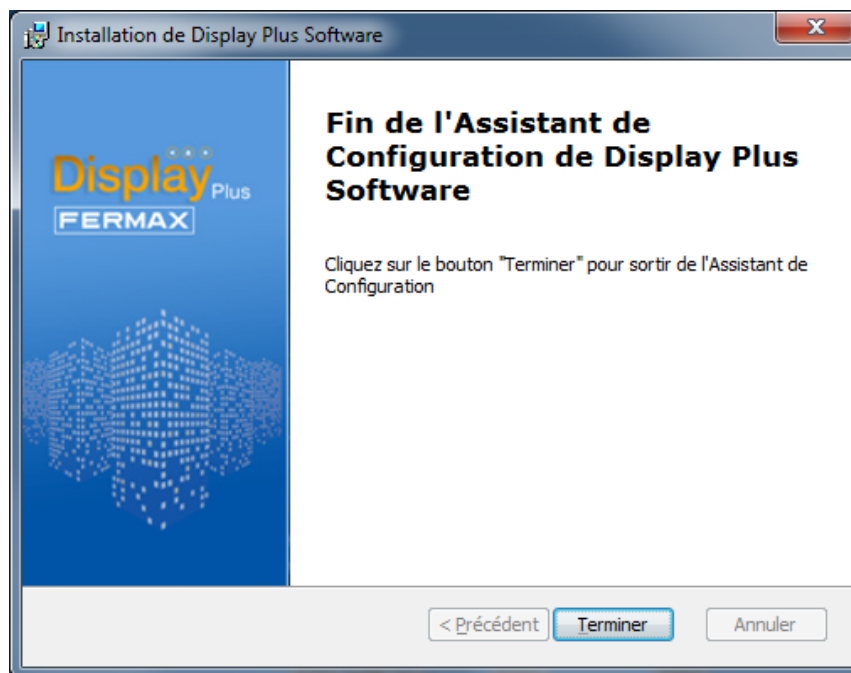 Installation de Display Plus Software
Display Plus
FERMAX
Fin de l'Assistant de
Configuration de Display Plus
Software
Cliquez sur le bouton "Terminer" pour sortir de l'Assistant de
Configuration
< Précédent
Terminer
Annuler